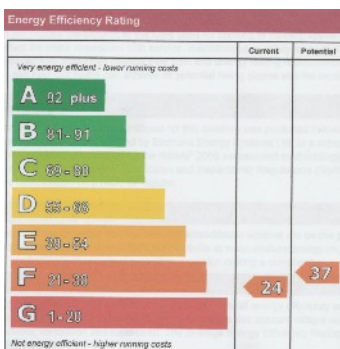 Energy Efficiency Rating
Current Potential
Very energy efficient - lower running costs
A 92 plus
B 81-91
C 69-80
D 55-68
E 39-54
F 21-38
24
37
G 1-20
Not energy efficient - higher running costs